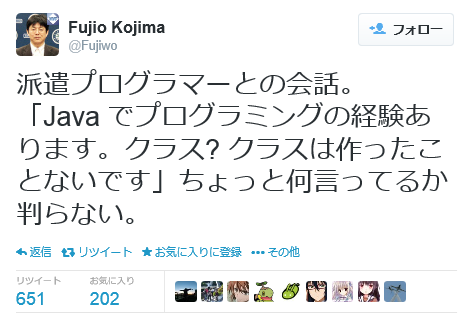 Fujio Kojima
@Fujiwo
フォロー
派遣プログラマーとの会話。
「Java でプログラミングの経験あ
ります。クラス? クラスは作ったこ
とないです」ちょっと何言ってるか
判らない。
返信 リツイート お気に入りに登録 その他
リツイート お気に入り
651 202